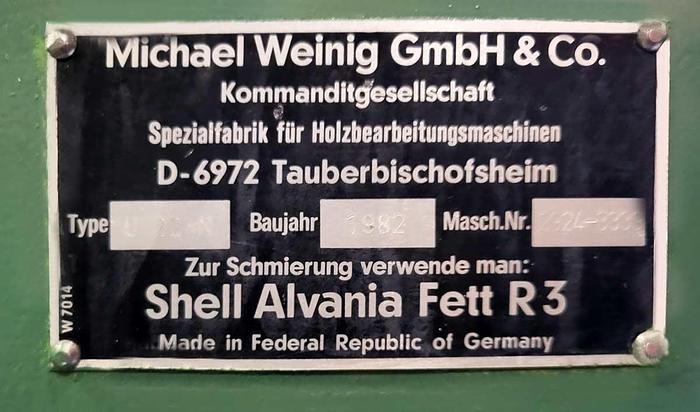 Michael Weinig GmbH & Co.
Kommanditgesellschaft
Spezialfabrik für Holzbearbeitungsmaschinen
D-6972 Tauberbischofsheim
Type Baujahr 1982 Masch.Nr.
Zur Schmierung verwende man:
Shell Alvania Fett R3
Made in Federal Republic of Germany
W 7014